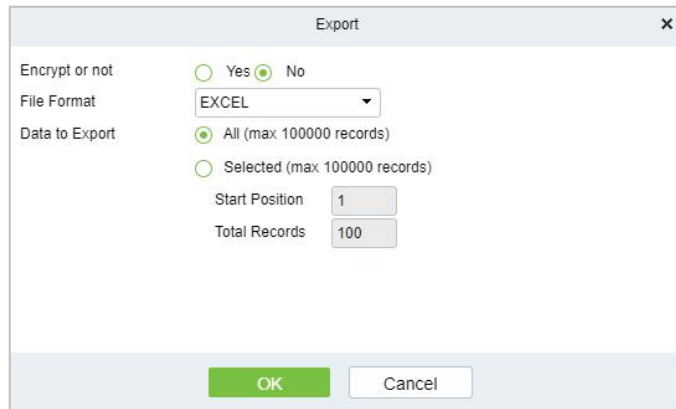 Export
Encrypt or not Yes No
File Format EXCEL
Data to Export All (max 100000 records)
Selected (max 100000 records)
Start Position 1
Total Records 100
OK Cancel